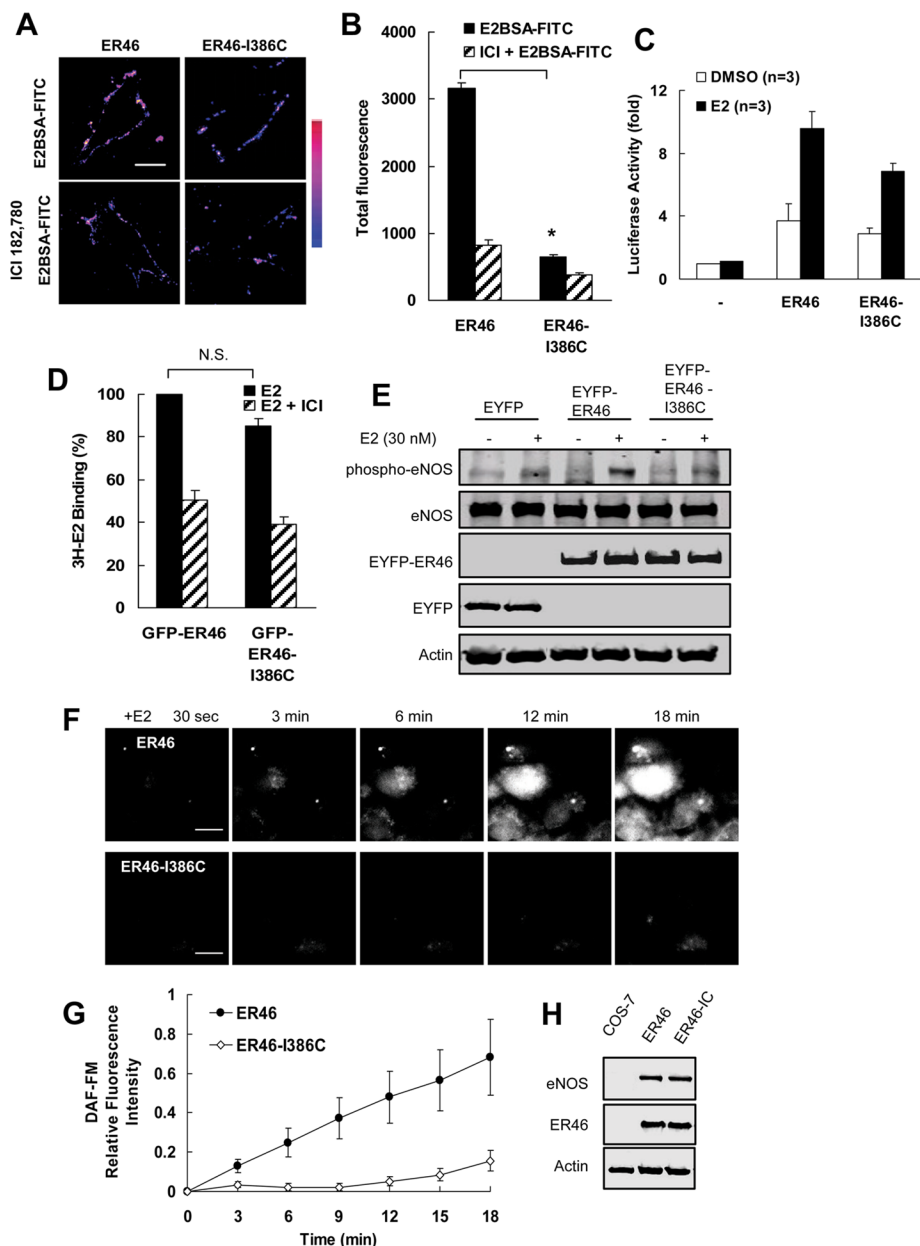 A
ER46
ER46-I386C
E2BSA-FITC
ICI 182,780
E2BSA-FITC
B
E2BSA-FITC
ICI + E2BSA-FITC
Total fluorescence
4000
3000
2000
1000
0
*
ER46
ER46-
I386C
C
DMSO (n=3)
E2 (n=3)
Luciferase Activity (fold)
12
8
4
0
-
ER46
ER46-
I386C
D
N.S.
E2
E2 + ICI
3H-E2 Binding (%)
100
80
60
40
20
0
GFP-ER46
GFP-
ER46-
I386C
E
EYFP
EYFP-
ER46
EYFP-
ER46 -
I386C
E2 (30 nM)
- + - + - +
phospho-eNOS
eNOS
EYFP-ER46
EYFP
Actin
F
+E2 30 sec 3 min 6 min 12 min 18 min
ER46
ER46-I386C
G
ER46
ER46-I386C
DAF-FM
Relative Fluorescence
Intensity
1
0.8
0.6
0.4
0.2
0
0 3 6 9 12 15 18
Time (min)
H
COS-7
ER46
ER46-IC
eNOS
ER46
Actin